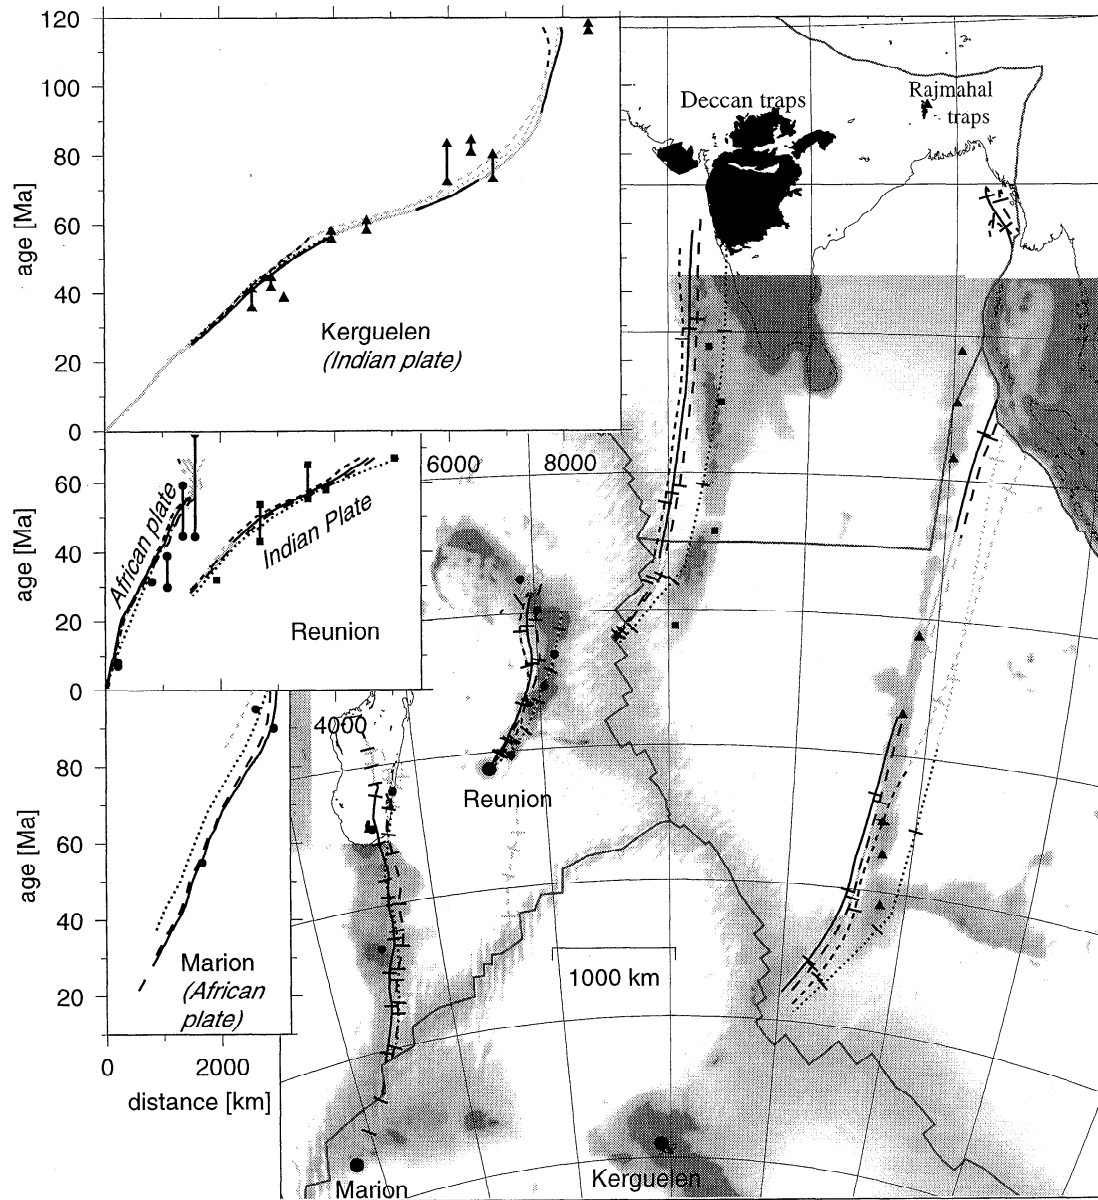 120
100
80
60
40
20
0
age [Ma]
Kerguelen
(Indian plate)
Deccan traps
Rajmahal
traps
6000
8000
60
40
20
0
age [Ma]
African plate
Indian Plate
Reunion
4000
80
60
40
20
age [Ma]
Marion
(African
plate)
0
2000
distance [km]
Reunion
1000 km
Marion
Kerguelen